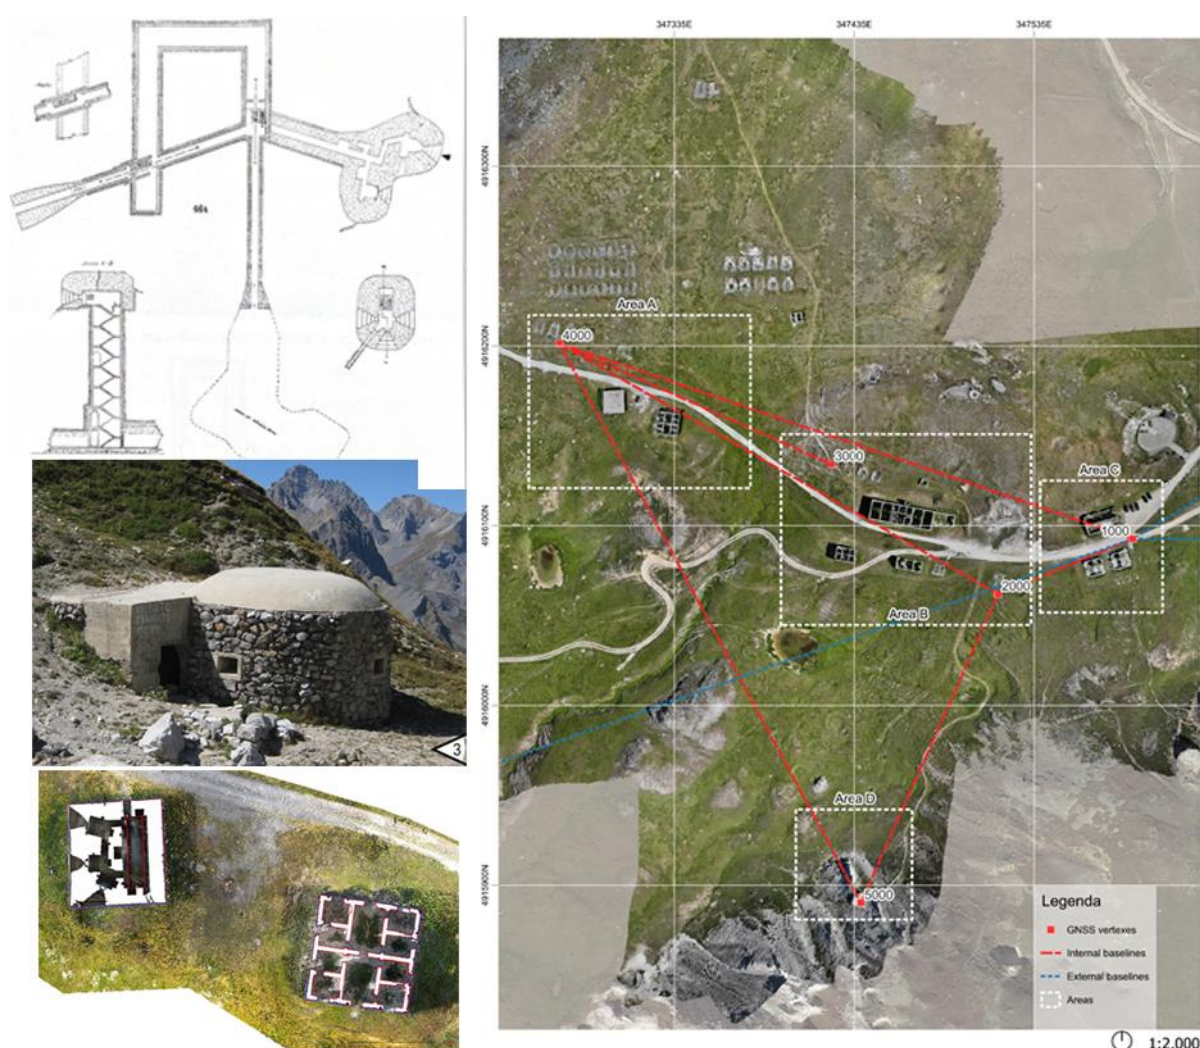 347335E
347435E
347535E
4916300N
4916200N
4916100N
4916000N
4915900N
664
3
Area A
4000
3000
Area C
1000
2000
Area B
Area D
5000
Legenda
GNSS vertexes
Internal baselines
External baselines
Areas
1:2.000